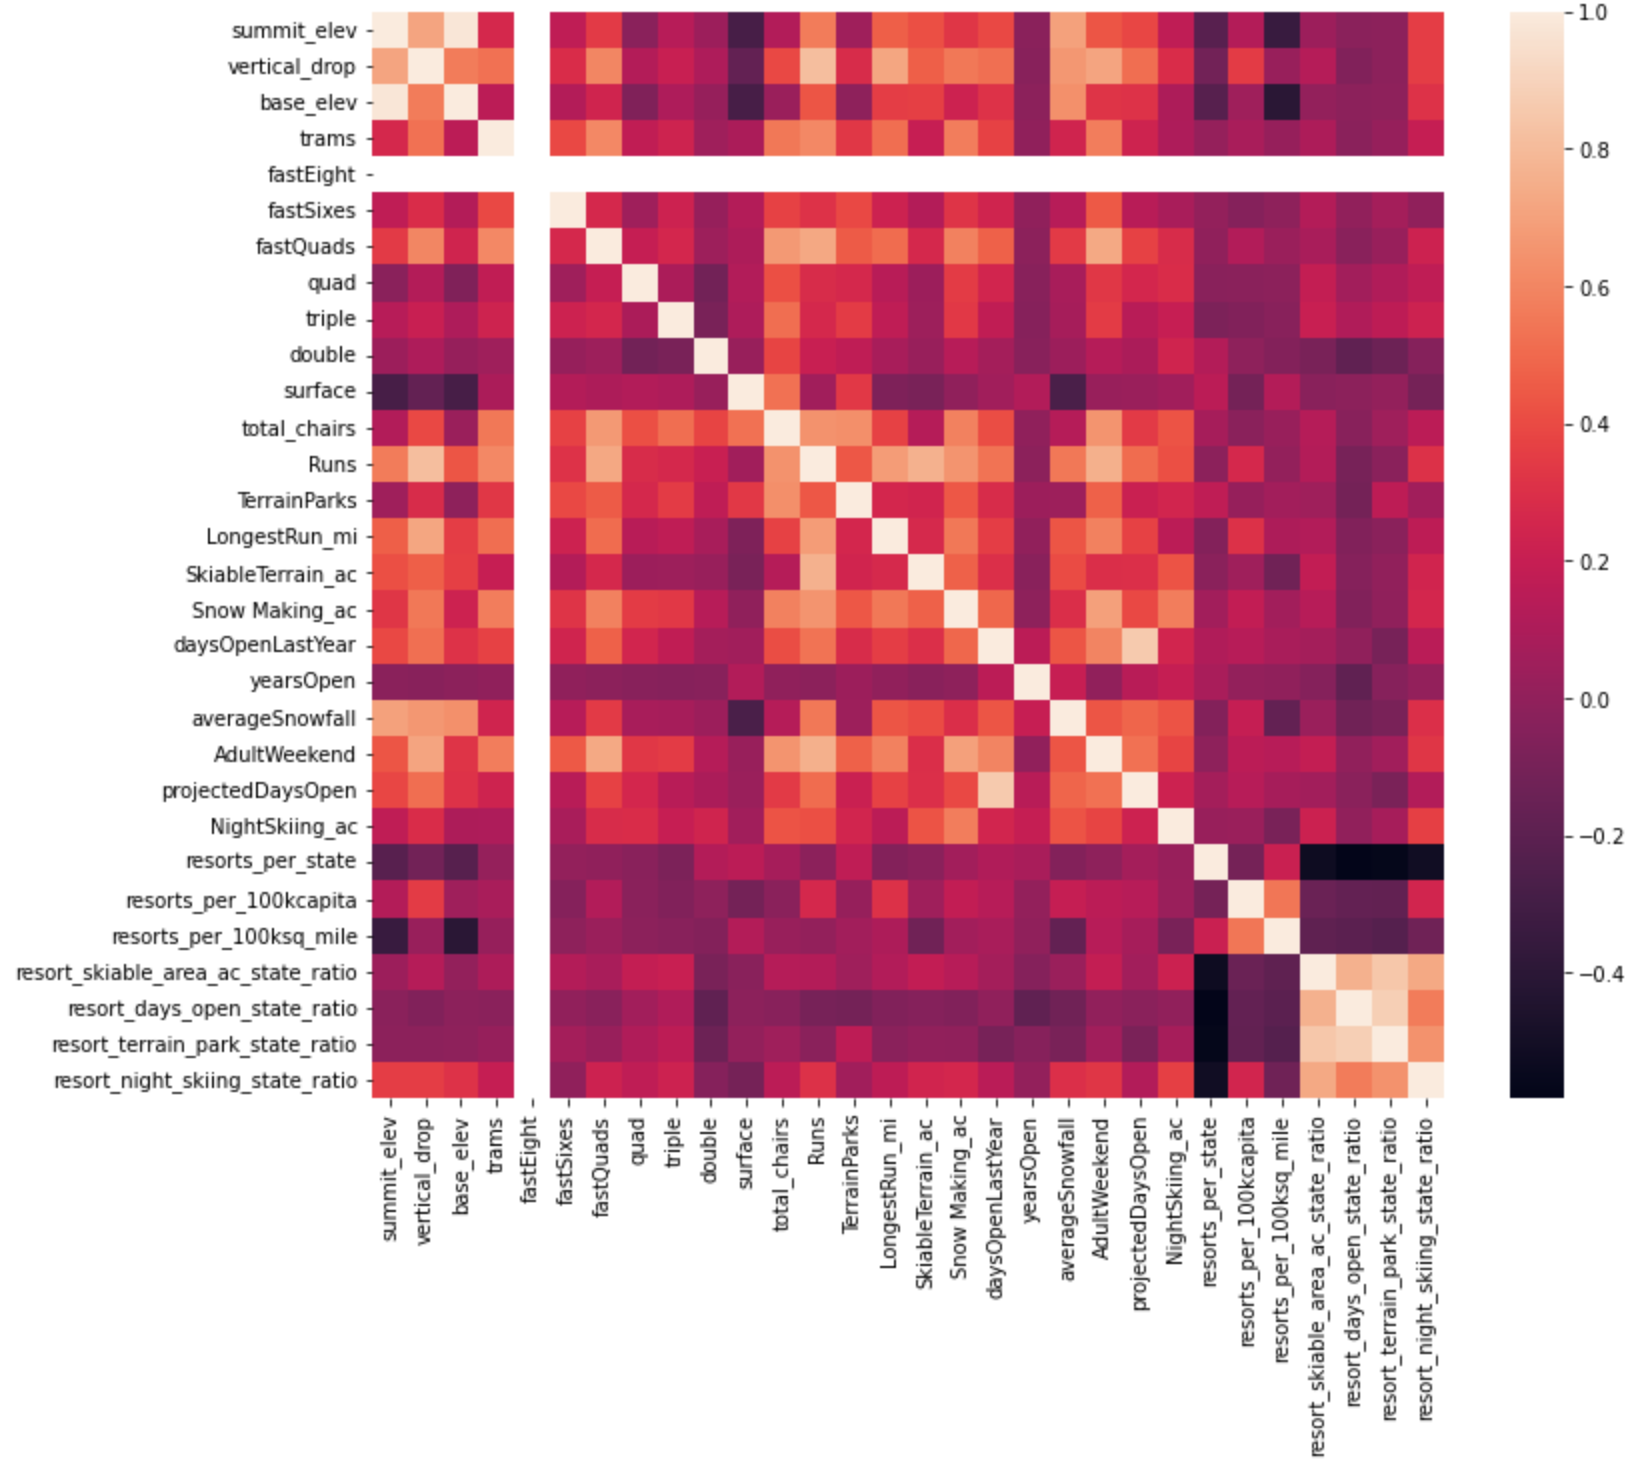 summit_elev
vertical_drop
base_elev
trams
fastEight
fastSixes
fastQuads
quad
triple
double
surface
total_chairs
Runs
TerrainParks
LongestRun_mi
SkiableTerrain_ac
Snow Making_ac
daysOpenLastYear
yearsOpen
averageSnowfall
AdultWeekend
projectedDaysOpen
NightSkiing_ac
resorts_per_state
resorts_per_100kcapita
resorts_per_100ksq_mile
resort_skiable_area_ac_state_ratio
resort_days_open_state_ratio
resort_terrain_park_state_ratio
resort_night_skiing_state_ratio
summit_elev
vertical_drop
base_elev
trams
fastEight
fastSixes
fastQuads
quad
triple
double
surface
total_chairs
Runs
TerrainParks
LongestRun_mi
SkiableTerrain_ac
Snow Making_ac
daysOpenLastYear
yearsOpen
averageSnowfall
AdultWeekend
projectedDaysOpen
NightSkiing_ac
resorts_per_state
resorts_per_100kcapita
resorts_per_100ksq_mile
resort_skiable_area_ac_state_ratio
resort_days_open_state_ratio
resort_terrain_park_state_ratio
resort_night_skiing_state_ratio
1.0
0.8
0.6
0.4
0.2
0.0
−0.2
−0.4